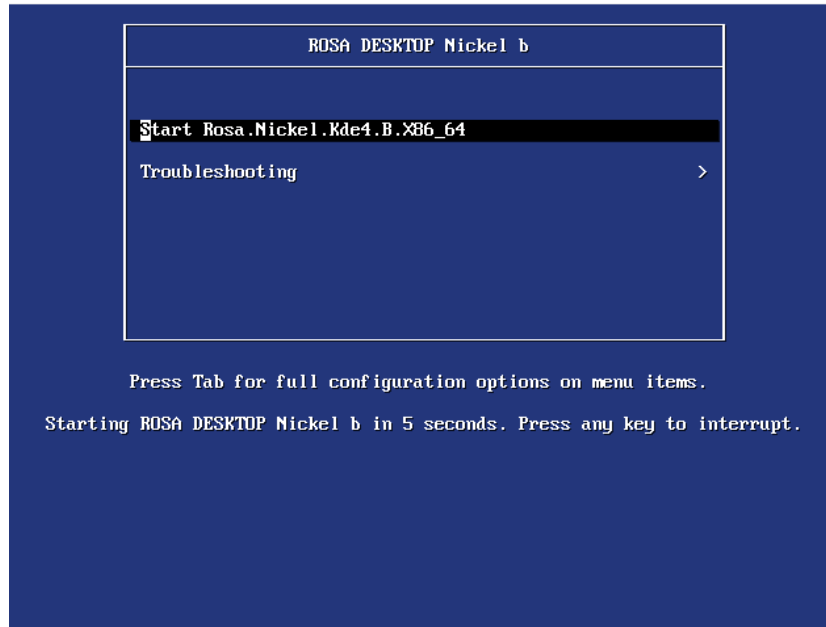 ROSA DESKTOP Nickel b
Start Rosa.Nickel.Kde4.B.X86_64
Troubleshooting >
Press Tab for full configuration options on menu items.
Starting ROSA DESKTOP Nickel b in 5 seconds. Press any key to interrupt.